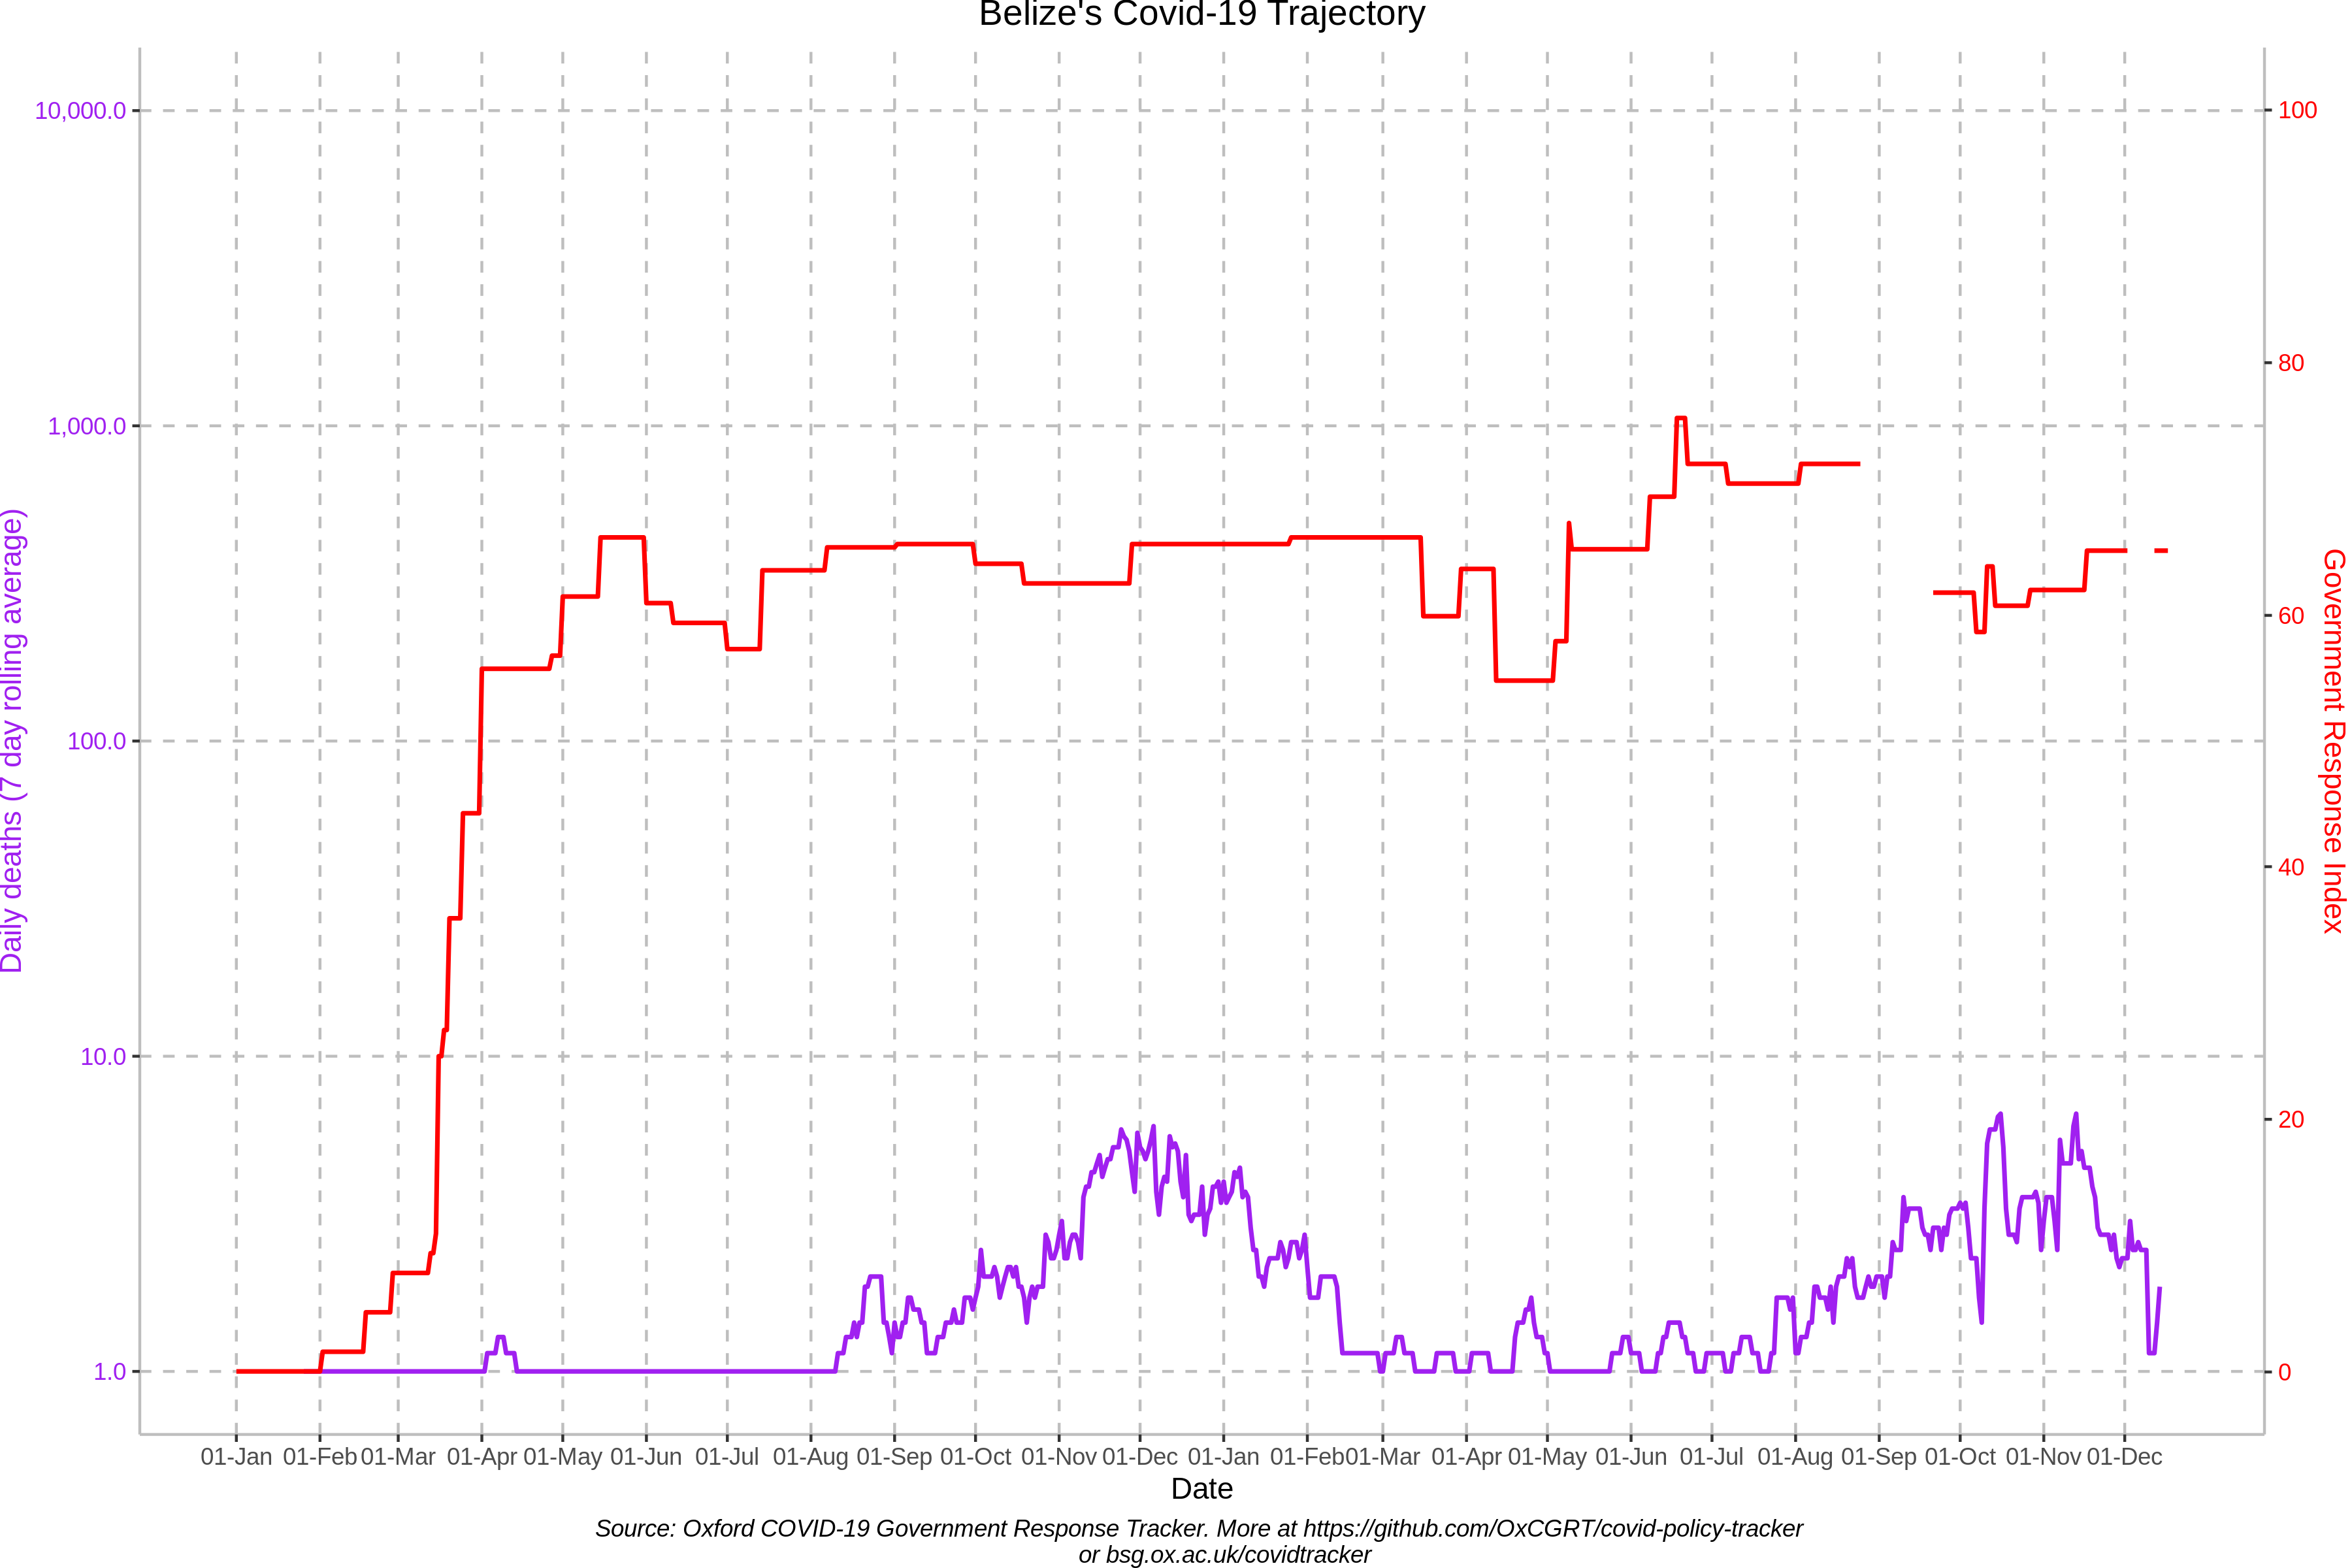 Belize's Covid-19 Trajectory
10,000.0
1,000.0
100.0
10.0
1.0
Daily deaths (7 day rolling average)
100
80
60
40
20
0
Government Response Index
01-Jan 01-Feb 01-Mar 01-Apr 01-May 01-Jun 01-Jul 01-Aug 01-Sep 01-Oct 01-Nov 01-Dec 01-Jan 01-Feb 01-Mar 01-Apr 01-May 01-Jun 01-Jul 01-Aug 01-Sep 01-Oct 01-Nov 01-Dec
Date
Source: Oxford COVID-19 Government Response Tracker. More at https://github.com/OxCGRT/covid-policy-tracker
or bsg.ox.ac.uk/covidtracker